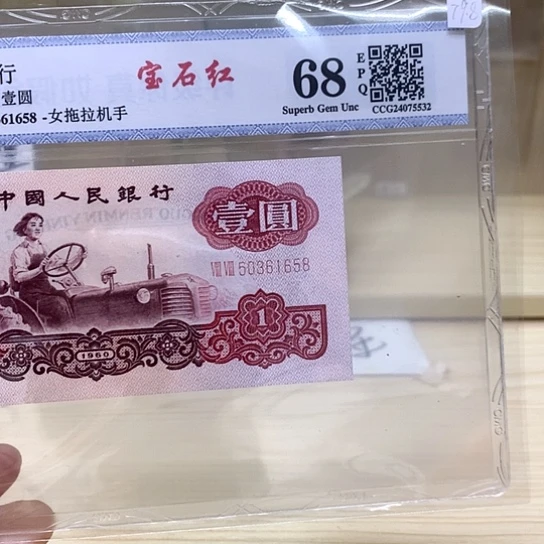 行
宝石红
壹圆
61658 -女拖拉机手
68
EPQ
Superb Gem Unc
CCG24075532
中國人民銀行
壹圓
VIII VIII 50361658
1
1960